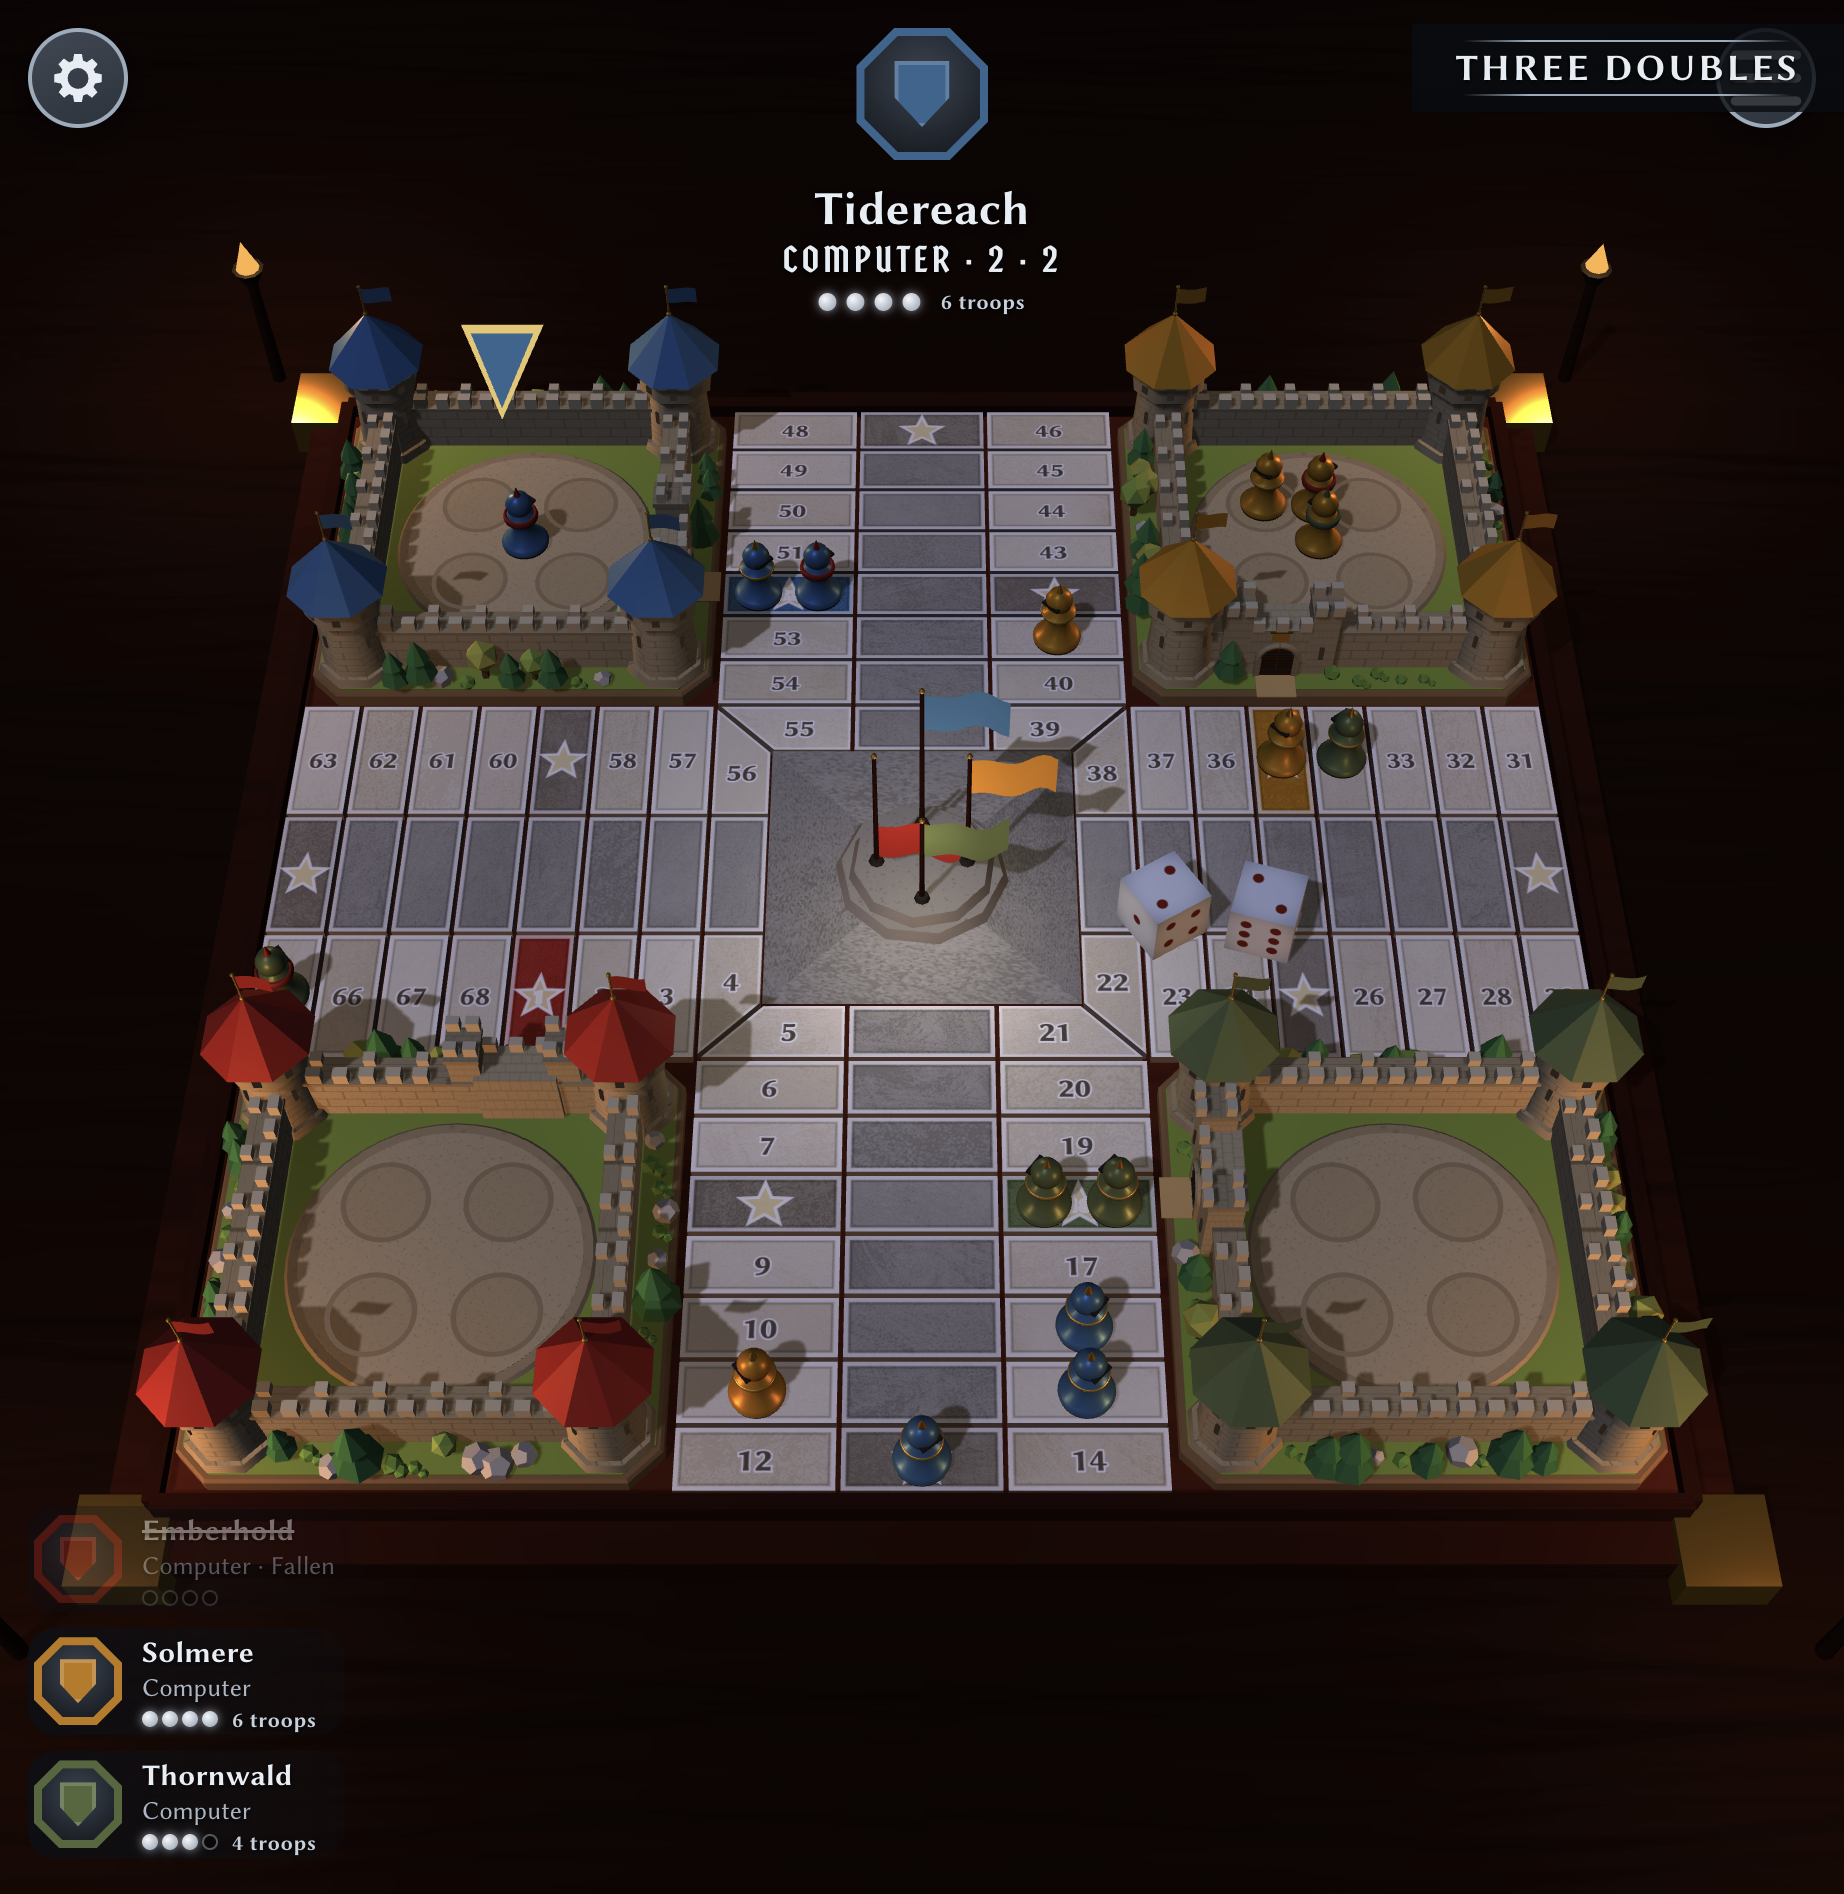 THREE DOUBLES
Tidereach
COMPUTER · 2 · 2
6 troops
48 46
49 45
50 44
51 43
53
54 40
55 39
63 62 61 60 58 57 56 38 37 36 33 32 31
66 67 68 1 3 4 22 23 26 27 28
5 21
6 20
7 19
9 17
10
12 14
Emberhold
Computer · Fallen
Solmere
Computer
6 troops
Thornwald
Computer
4 troops